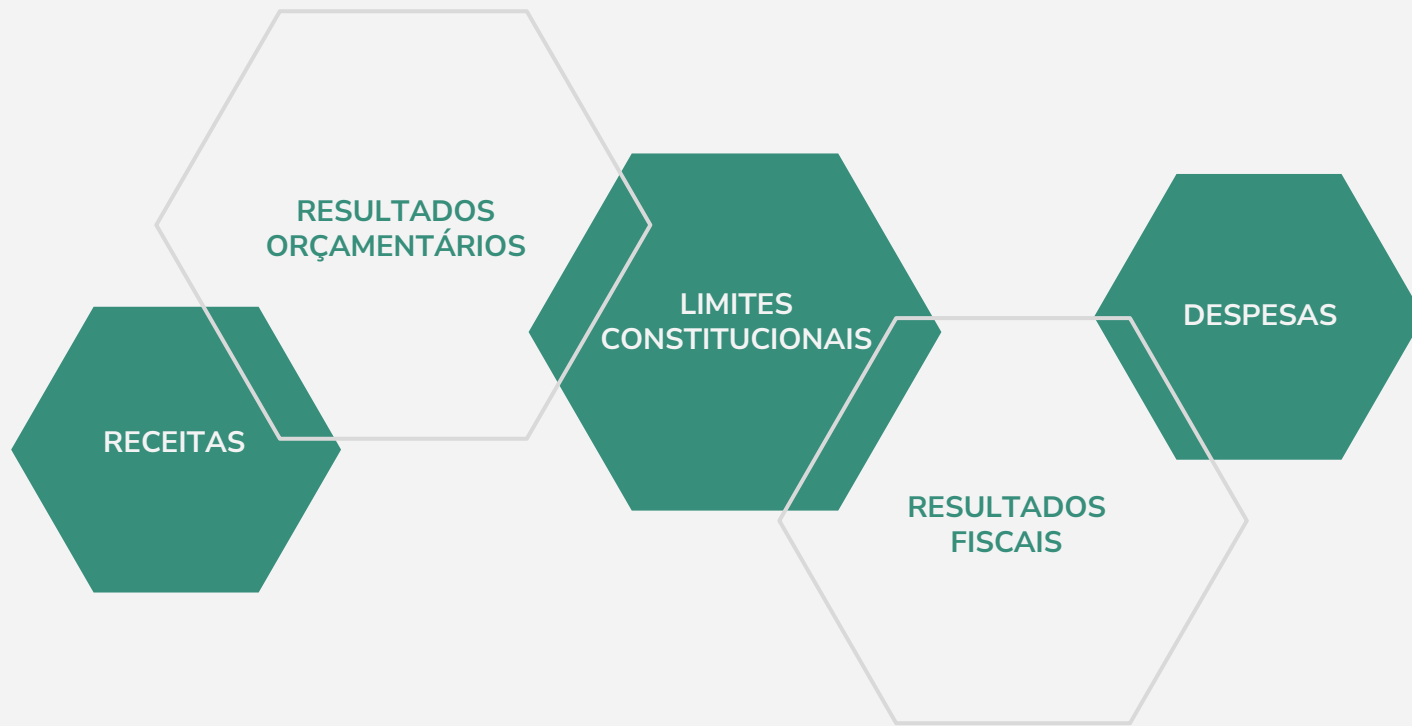 RESULTADOS
ORÇAMENTÁRIOS
LIMITES
CONSTITUCIONAIS
DESPESAS
RECEITAS
RESULTADOS
FISCAIS